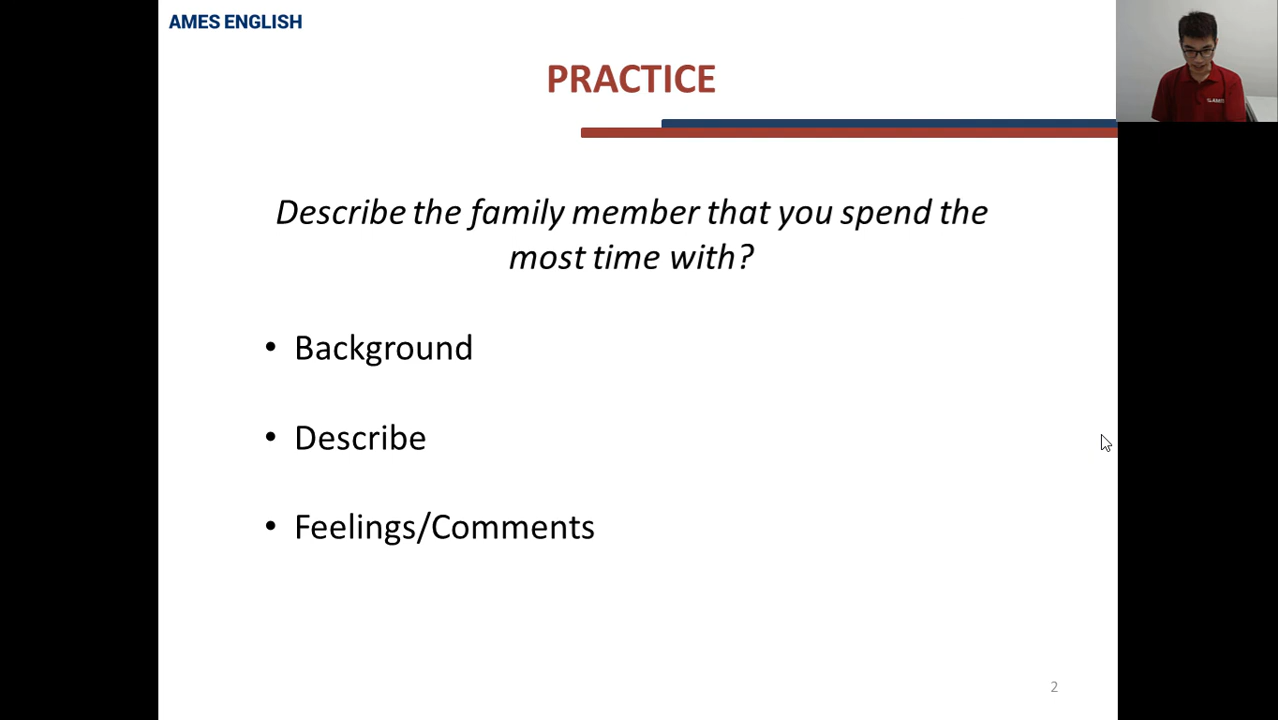 AMES ENGLISH
PRACTICE
Describe the family member that you spend the
most time with?
• Background
• Describe
• Feelings/Comments
2